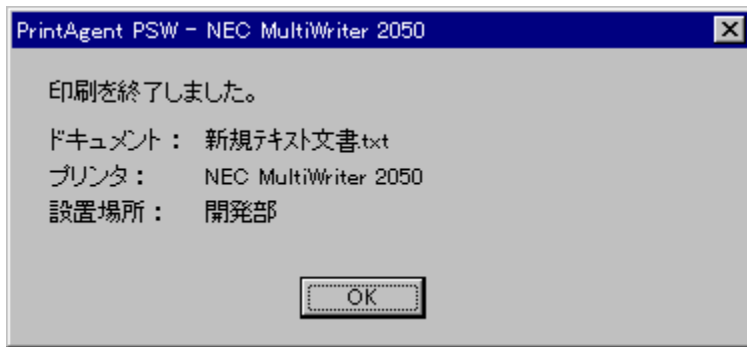 PrintAgent PSW - NEC MultiWriter 2050
印刷を終了しました。
ドキュメント： 新規テキスト文書.txt
プリンタ： NEC MultiWriter 2050
設置場所： 開発部
OK